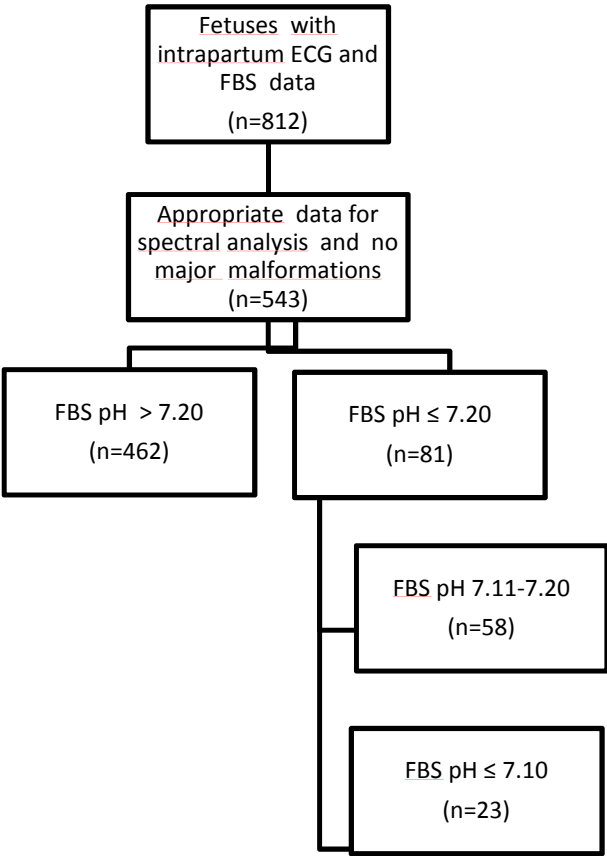 Fetuses with
intrapartum ECG and
FBS data
(n=812)
Appropriate data for
spectral analysis and no
major malformations
(n=543)
FBS pH > 7.20
(n=462)
FBS pH ≤ 7.20
(n=81)
FBS pH 7.11-7.20
(n=58)
FBS pH ≤ 7.10
(n=23)